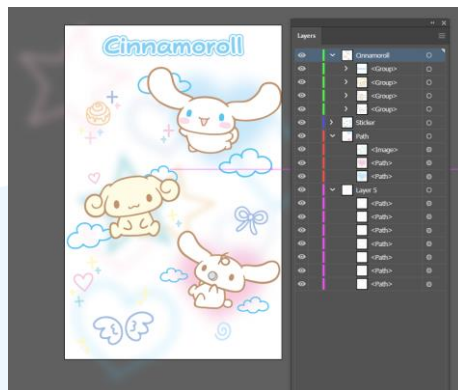 Cinnamoroll
Layers
Cinnamoroll
<Group>
<Group>
<Group>
<Group>
Sticker
Path
<Image>
<Path>
<Path>
Layer 5
<Path>
<Path>
<Path>
<Path>
<Path>
<Path>
<Path>